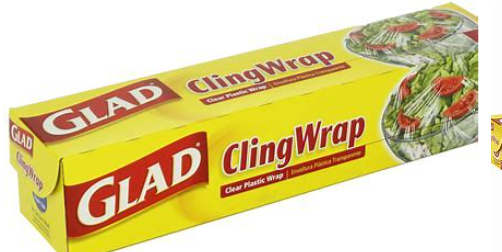 GLAD
ClingWrap
Clear Plastic Wrap | Envoltura Plástica Transparente
GLAD
ClingWrap
GLAD®
ClingWrap
Clear Plastic Wrap | Envoltura Plástica Transparente